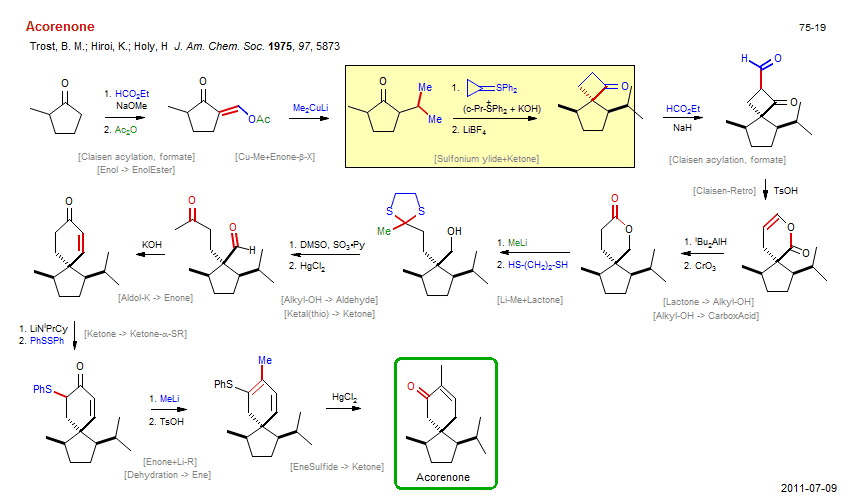 Acorenone
75-19
Trost, B. M.; Hiroi, K.; Holy, H J. Am. Chem. Soc. 1975, 97, 5873
O
1. HCO2Et
NaOMe
2. Ac2O
O
OAc
Me2CuLi
O
Me
Me
1. SPh2
(c-Pr-SPh2 + KOH)
+
2. LiBF4
O
HCO2Et
NaH
H
O
O
[Claisen acylation, formate]
[Enol -> EnolEster]
[Cu-Me+Enone-β-X]
[Sulfonium ylide+Ketone]
[Claisen acylation, formate]
[Claisen-Retro]
TsOH
O
KOH
O
O
H
1. DMSO, SO3•Py
2. HgCl2
S
S
Me
OH
1. MeLi
2. HS-(CH2)2-SH
O
O
1. iBu2AlH
2. CrO3
O
O
[Aldol-K -> Enone]
[Alkyl-OH -> Aldehyde]
[Ketal(thio) -> Ketone]
[Li-Me+Lactone]
[Lactone -> Alkyl-OH]
[Alkyl-OH -> CarboxAcid]
1. LiNiPrCy
2. PhSSPh
[Ketone -> Ketone-α-SR]
O
PhS
1. MeLi
2. TsOH
Me
PhS
HgCl2
O
[Enone+Li-R]
[Dehydration -> Ene]
[EneSulfide -> Ketone]
Acorenone
2011-07-09